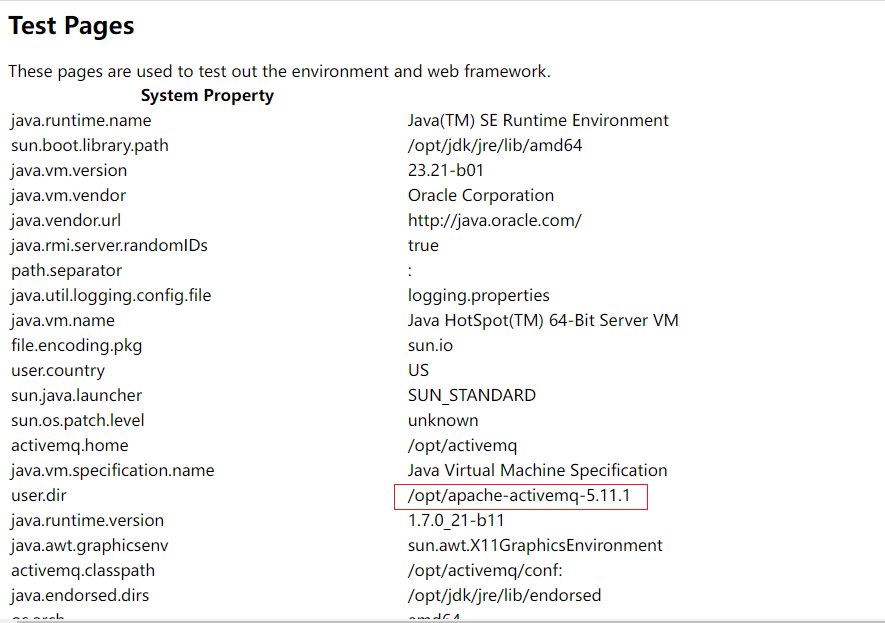 Test Pages
These pages are used to test out the environment and web framework.
System Property
java.runtime.name Java(TM) SE Runtime Environment
sun.boot.library.path /opt/jdk/jre/lib/amd64
java.vm.version 23.21-b01
java.vm.vendor Oracle Corporation
java.vendor.url http://java.oracle.com/
java.rmi.server.randomIDs true
path.separator :
java.util.logging.config.file logging.properties
java.vm.name Java HotSpot(TM) 64-Bit Server VM
file.encoding.pkg sun.io
user.country US
sun.java.launcher SUN_STANDARD
sun.os.patch.level unknown
activemq.home /opt/activemq
java.vm.specification.name Java Virtual Machine Specification
user.dir /opt/apache-activemq-5.11.1
java.runtime.version 1.7.0_21-b11
java.awt.graphicsenv sun.awt.X11GraphicsEnvironment
activemq.classpath /opt/activemq/conf:
java.endorsed.dirs /opt/jdk/jre/lib/endorsed
os.arch amd64